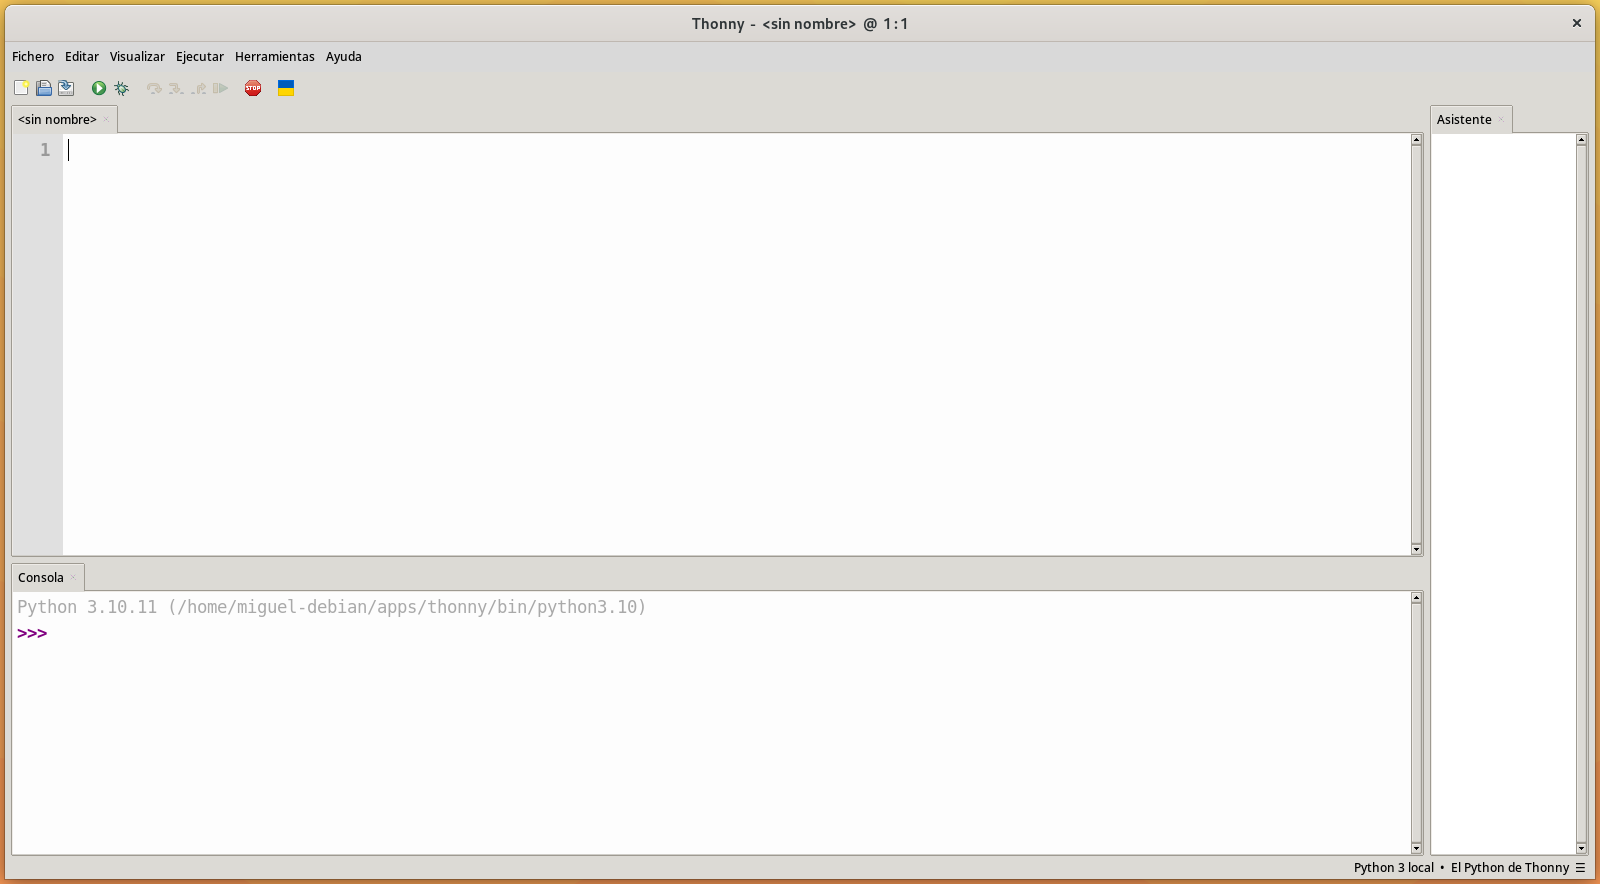 Thonny - <sin nombre> @ 1:1
Fichero Editar Visualizar Ejecutar Herramientas Ayuda
STOP
<sin nombre>
Asistente
1
Consola
Python 3.10.11 (/home/miguel-debian/apps/thonny/bin/python3.10)
>>>
Python 3 local • El Python de Thonny ☰